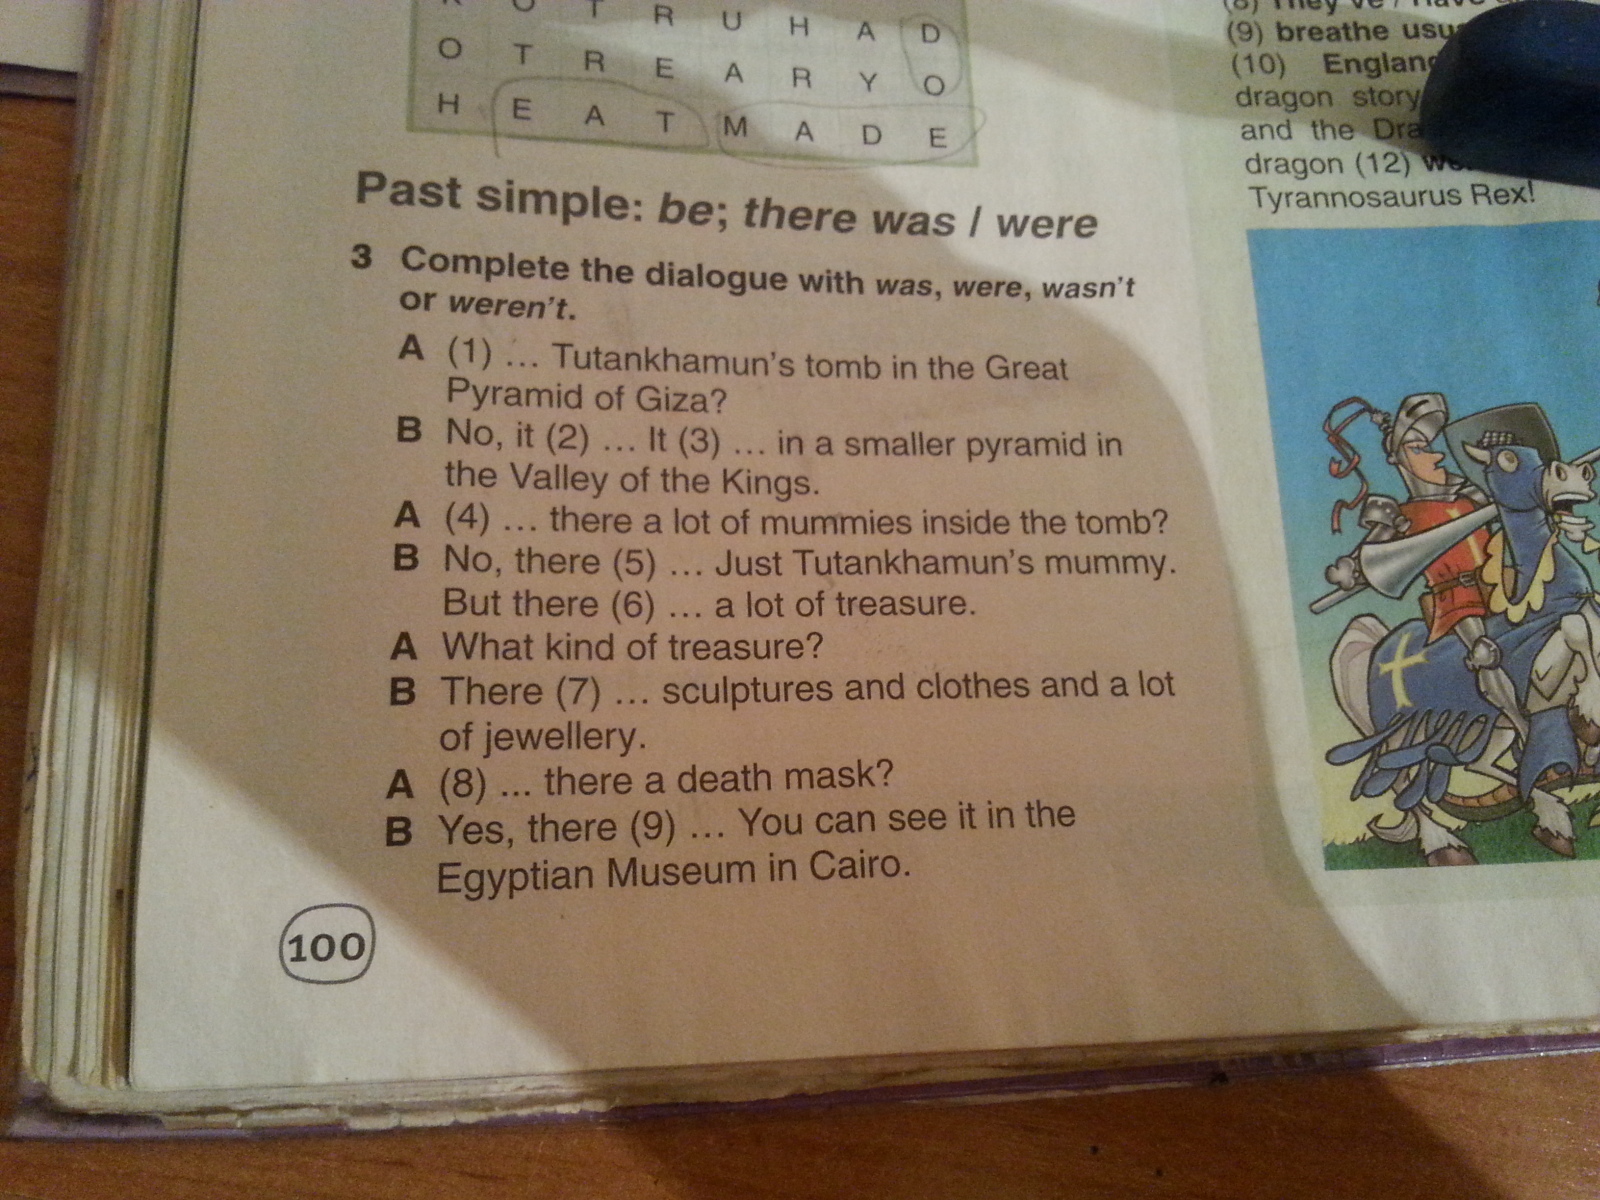 T R U H A D
O T R E A R Y O
H E A T M A D E
Past simple: be; there was / were
3 Complete the dialogue with was, were, wasn't
or weren't.
A (1) ... Tutankhamun's tomb in the Great
Pyramid of Giza?
B No, it (2) ... It (3) ... in a smaller pyramid in
the Valley of the Kings.
A (4) ... there a lot of mummies inside the tomb?
B No, there (5) ... Just Tutankhamun's mummy.
But there (6) ... a lot of treasure.
A What kind of treasure?
B There (7) ... sculptures and clothes and a lot
of jewellery.
A (8) ... there a death mask?
B Yes, there (9) ... You can see it in the
Egyptian Museum in Cairo.
100
(8) They've /
(9) breathe
(10)
dragon story
and the
dragon (12)
Tyrannosaurus Rex!